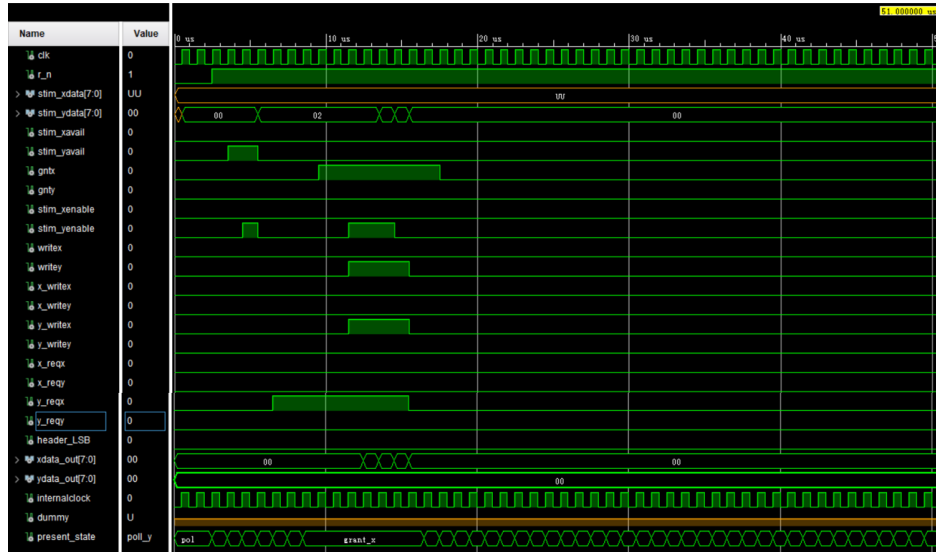 51.000000 us
Name Value
0 us 10 us 20 us 30 us 40 us
clk 0
r_n 1
stim_xdata[7:0] UU UU
stim_ydata[7:0] 00 00 02 00
stim_xavail 0
stim_yavail 0
gntx 0
gnty 0
stim_xenable 0
stim_yenable 0
writex 0
writey 0
x_writex 0
x_writey 0
y_writex 0
y_writey 0
x_reqx 0
x_reqy 0
y_reqx 0
y_reqy 0
header_LSB 0
xdata_out[7:0] 00 00 00
ydata_out[7:0] 00 00
internalclock 0
dummy U
present_state poll_y pol grant_x